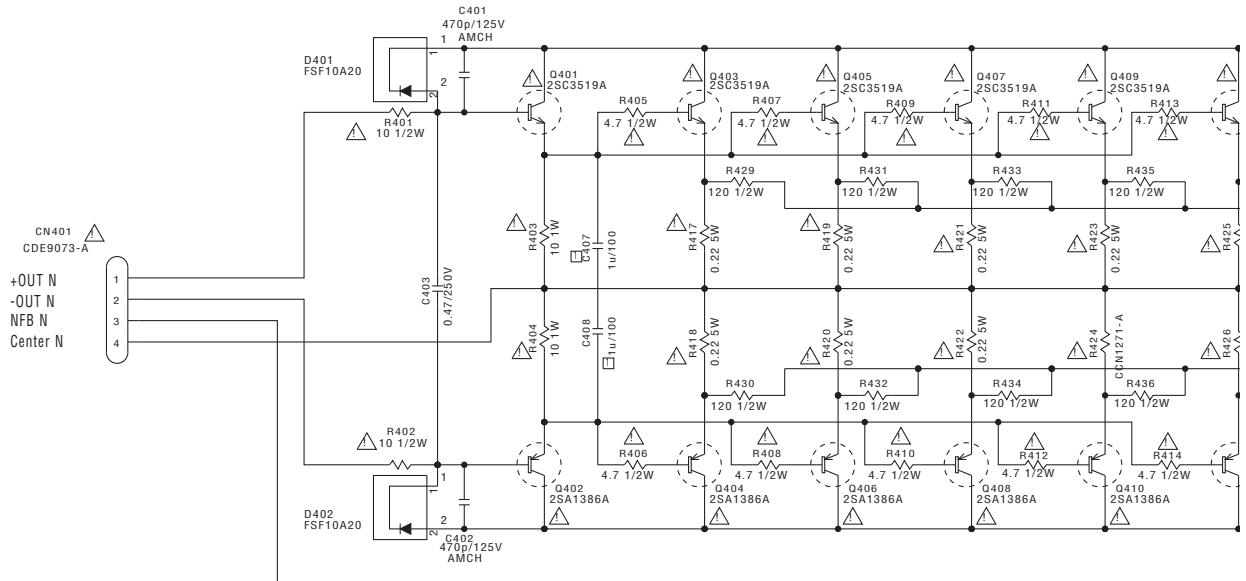 C401
470p/125V
AMCH
1
1
2
2
D401
FSF10A20
R401
10 1/2W
Q401
2SC3519A
R405
4.7 1/2W
Q403
2SC3519A
R407
4.7 1/2W
Q405
2SC3519A
R409
4.7 1/2W
Q407
2SC3519A
R411
4.7 1/2W
Q409
2SC3519A
R413
4.7 1/2W
R429
120 1/2W
R431
120 1/2W
R433
120 1/2W
R435
120 1/2W
R403
10 1W
C407
1u/100
R417
0.22 5W
R419
0.22 5W
R421
0.22 5W
R423
0.22 5W
R425
CN401
CDE9073-A
+OUT N
1
-OUT N
2
NFB N
3
Center N
4
C403
0.47/250V
R404
10 1W
C408
1u/100
R418
0.22 5W
R420
0.22 5W
R422
0.22 5W
R424
CCN1271-A
R426
R430
120 1/2W
R432
120 1/2W
R434
120 1/2W
R436
120 1/2W
R402
10 1/2W
Q402
2SA1386A
R406
4.7 1/2W
Q404
2SA1386A
R408
4.7 1/2W
Q406
2SA1386A
R410
4.7 1/2W
Q408
2SA1386A
R412
4.7 1/2W
Q410
2SA1386A
R414
4.7 1/2W
1
1
2
2
D402
FSF10A20
C402
470p/125V
AMCH